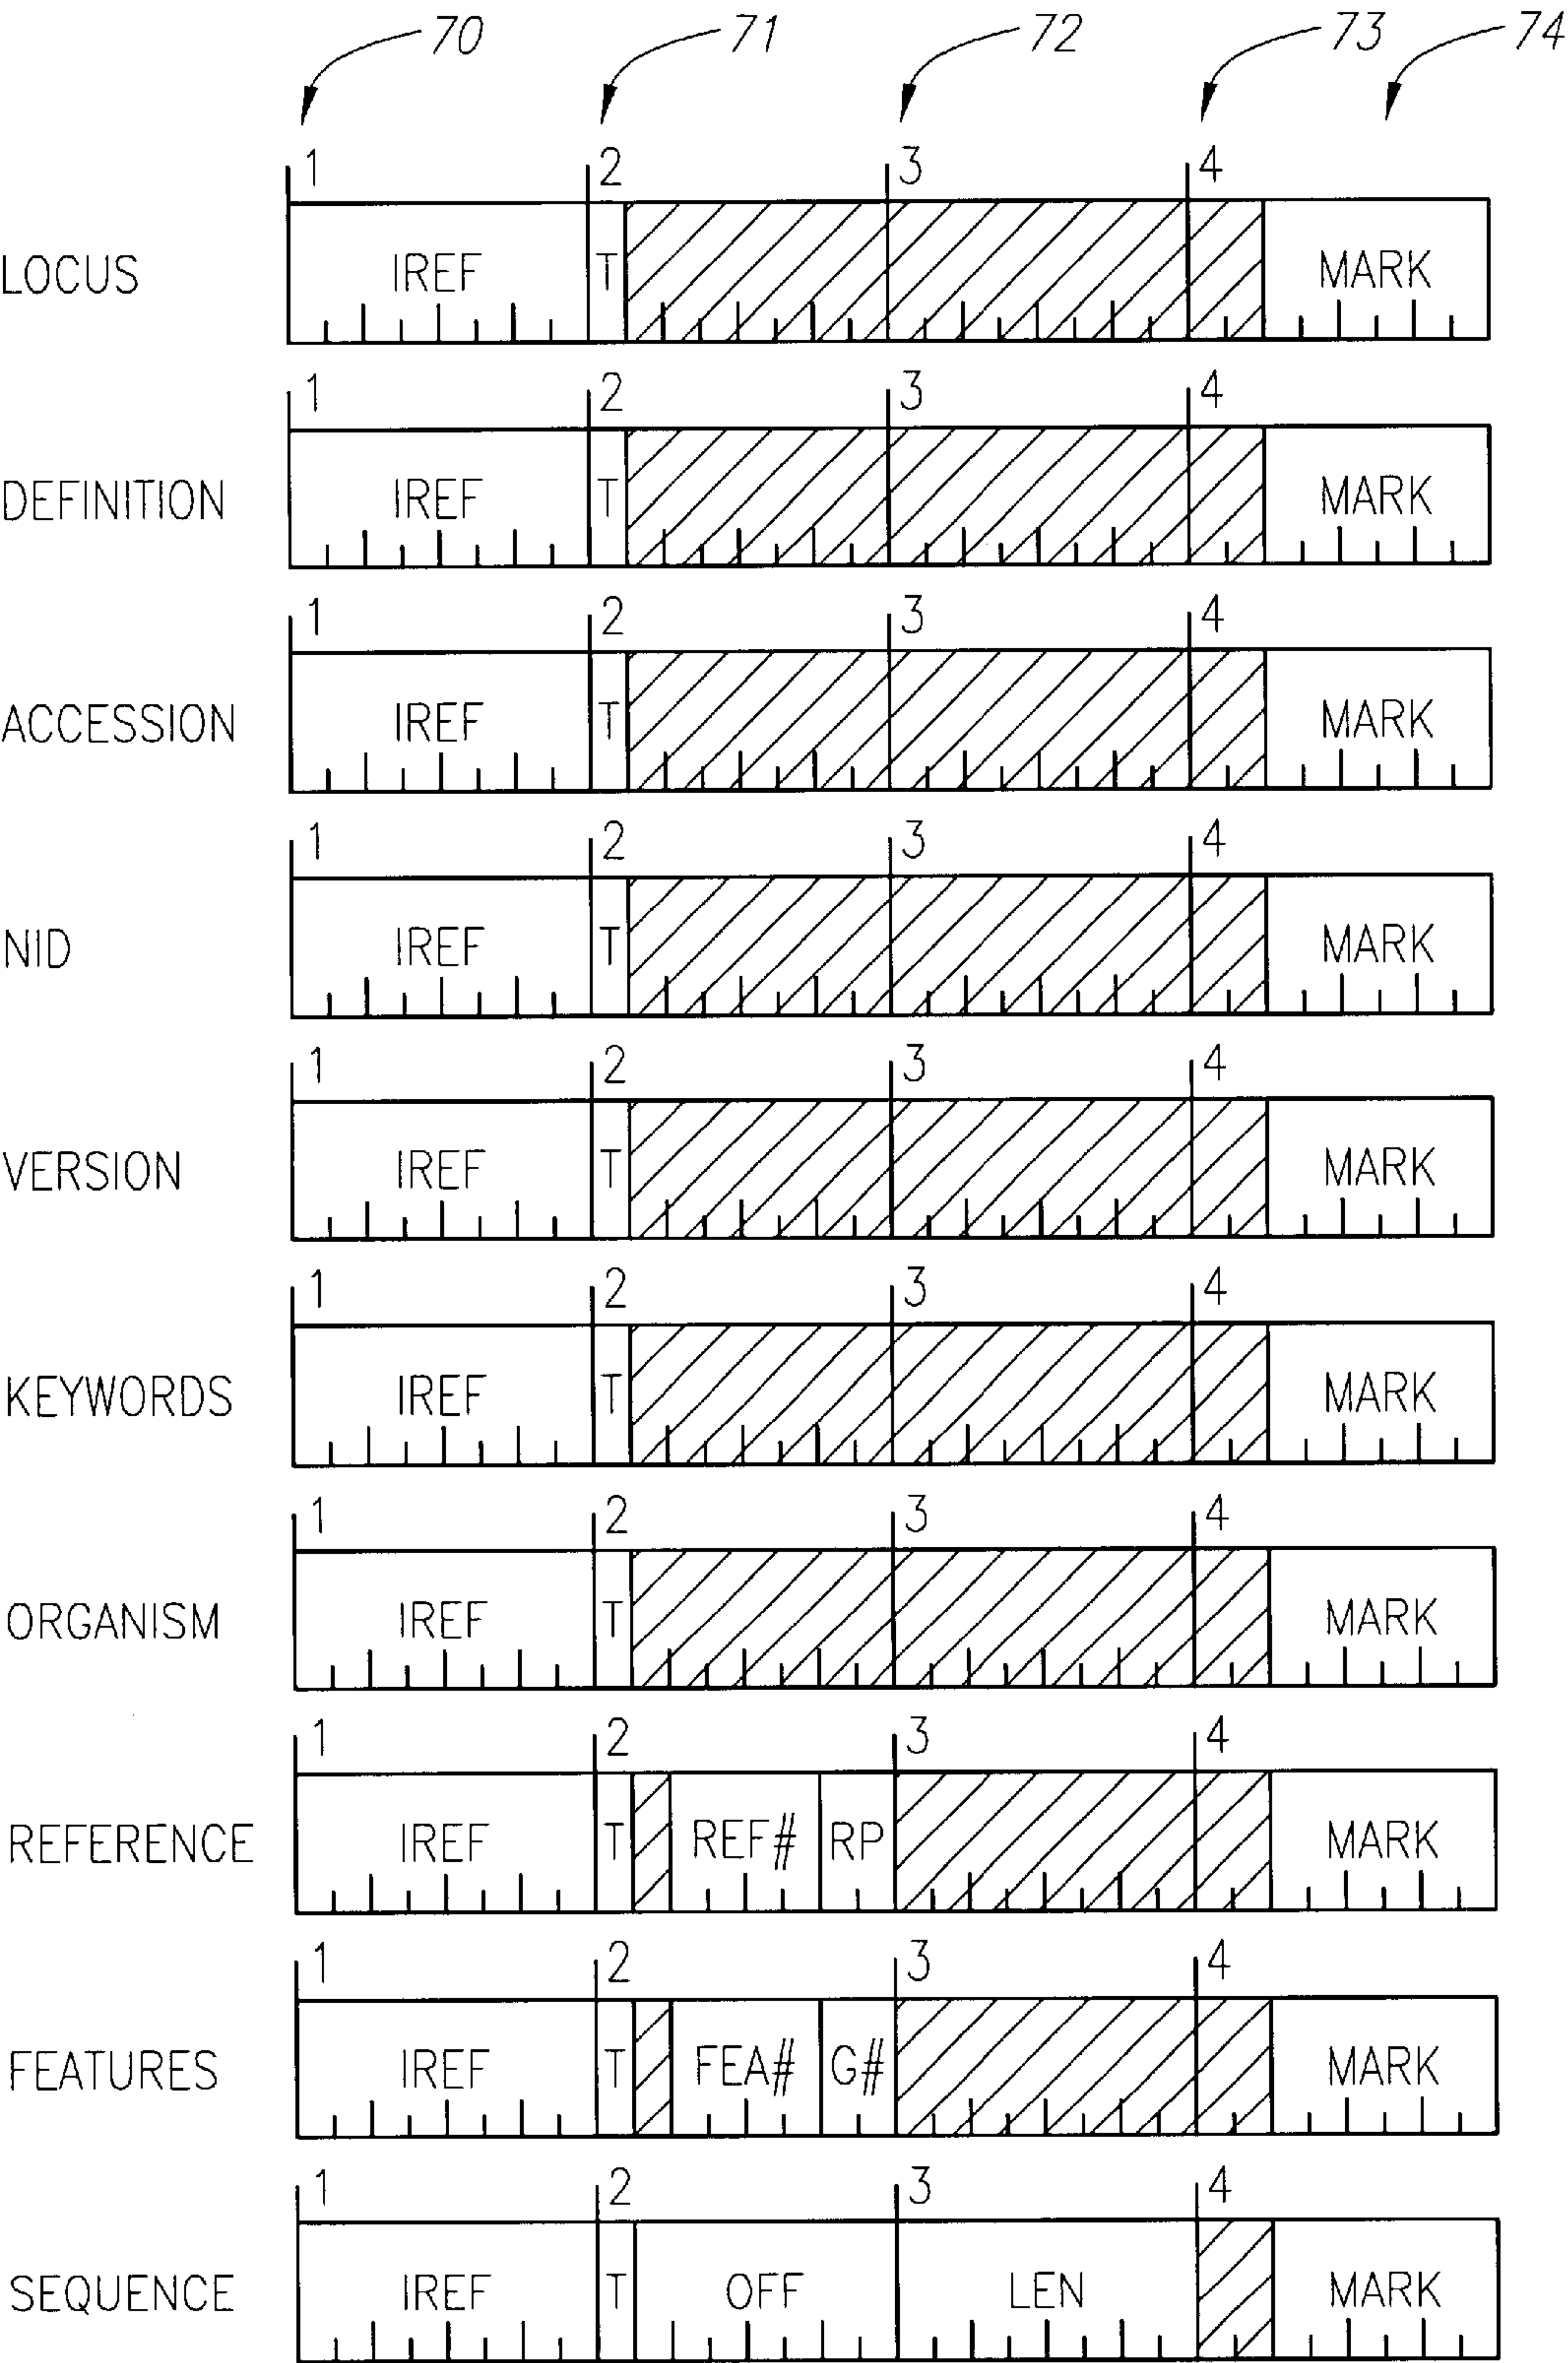 70 71 72 73 74
1 2 3 4
LOCUS IREF T MARK
1 2 3 4
DEFINITION IREF T MARK
1 2 3 4
ACCESSION IREF T MARK
1 2 3 4
NID IREF T MARK
1 2 3 4
VERSION IREF T MARK
1 2 3 4
KEYWORDS IREF T MARK
1 2 3 4
ORGANISM IREF T MARK
1 2 3 4
REFERENCE IREF T REF# RP MARK
1 2 3 4
FEATURES IREF T FEA# G# MARK
1 2 3 4
SEQUENCE IREF T OFF LEN MARK